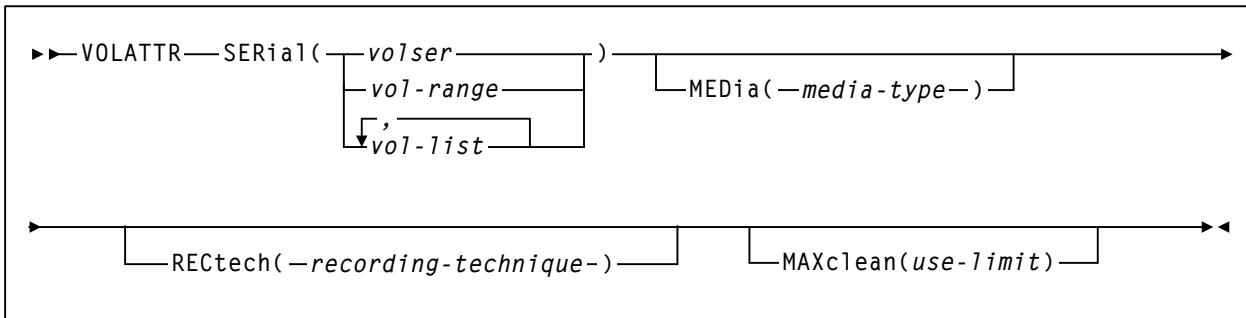 VOLATTR SERial( volser ) MEDia( media-type )
vol-range
,
vol-list
RECtech( recording-technique ) MAXclean(use-limit)